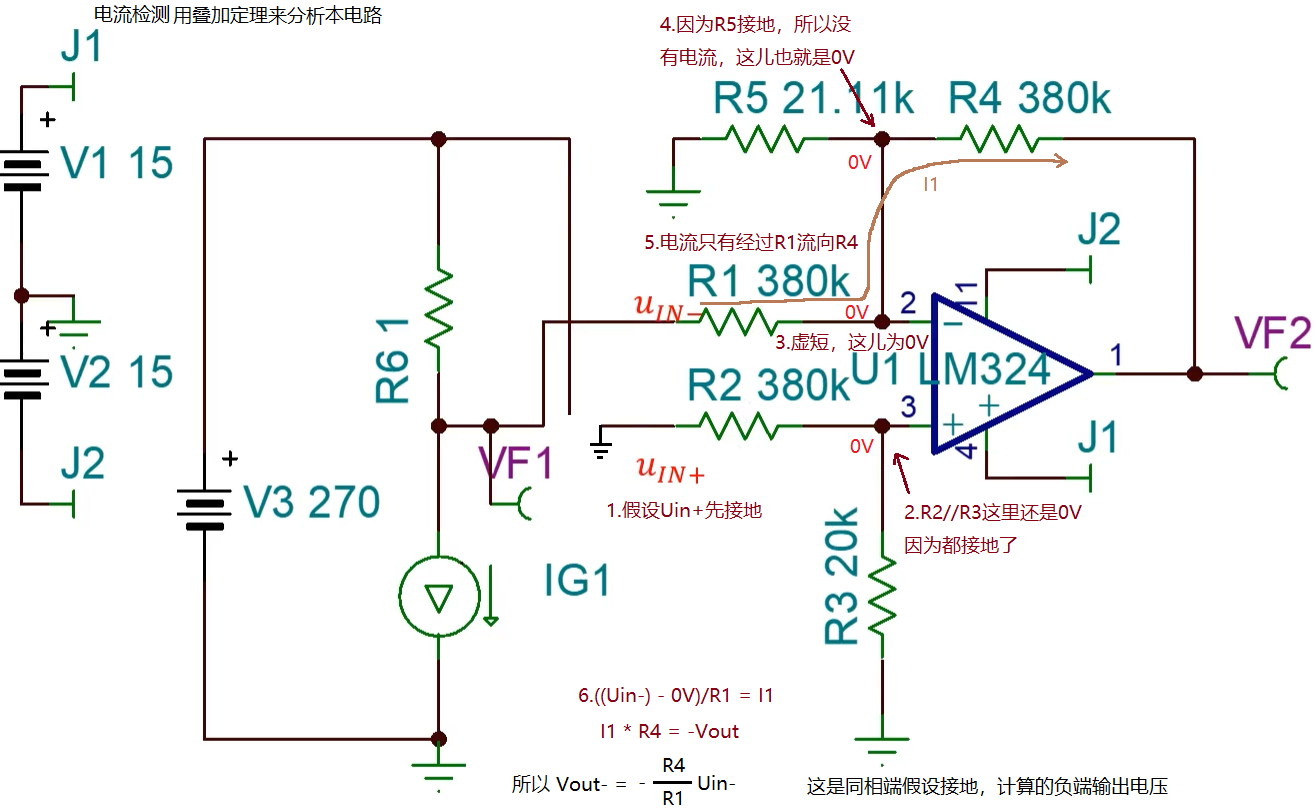 电流检测 用叠加定理来分析本电路
J1
+
V1 15
+
V2 15
J2
4.因为R5接地，所以没
有电流，这儿也就是0V
R5 21.11k
R4 380k
0V
I1
5.电流只有经过R1流向R4
R1 380k
uIN−
0V
2
11
J2
3.虚短，这儿为0V
U1 LM324
1
VF2
R6 1
R2 380k
3
4
J1
0V
VF1
uIN+
1.假设Uin+先接地
2.R2//R3这里还是0V
因为都接地了
+
V3 270
R3 20k
IG1
6.((Uin-) - 0V)/R1 = I1
I1 * R4 = -Vout
所以 Vout- = - R4/R1 Uin-
这是同相端假设接地，计算的负端输出电压